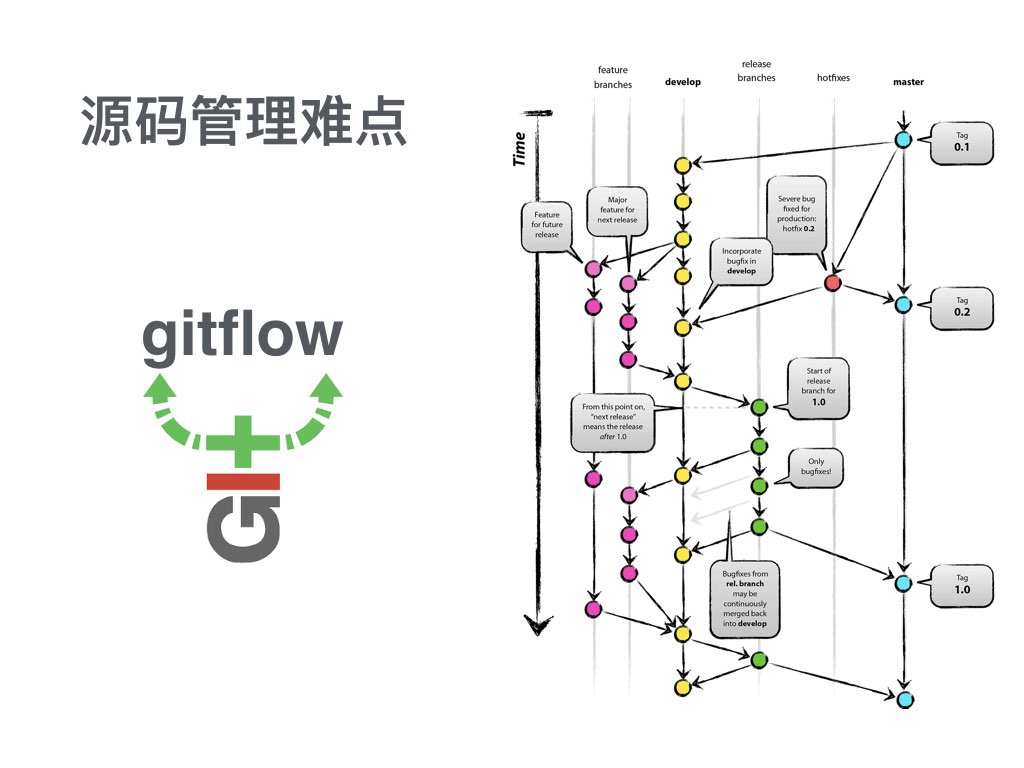 源码管理难点
gitflow
GIt
feature
branches
develop
release
branches
hotfixes
master
Time
Tag
0.1
Severe bug
fixed for
production:
hotfix 0.2
Major
feature for
next release
Feature
for future
release
Incorporate
bugfix in
develop
Tag
0.2
Start of
release
branch for
1.0
From this point on,
“next release”
means the release
after 1.0
Only
bugfixes!
Bugfixes from
rel. branch
may be
continuously
merged back
into develop
Tag
1.0